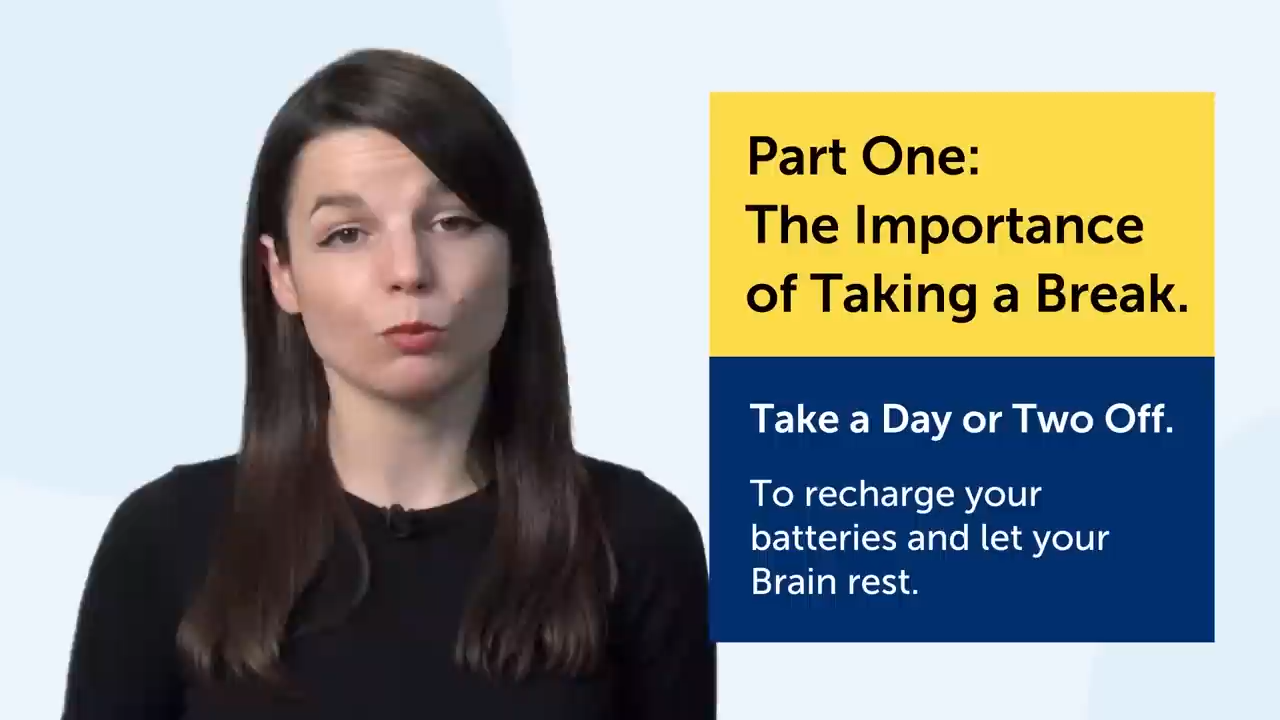 Part One:
The Importance
of Taking a Break.
Take a Day or Two Off.
To recharge your
batteries and let your
Brain rest.